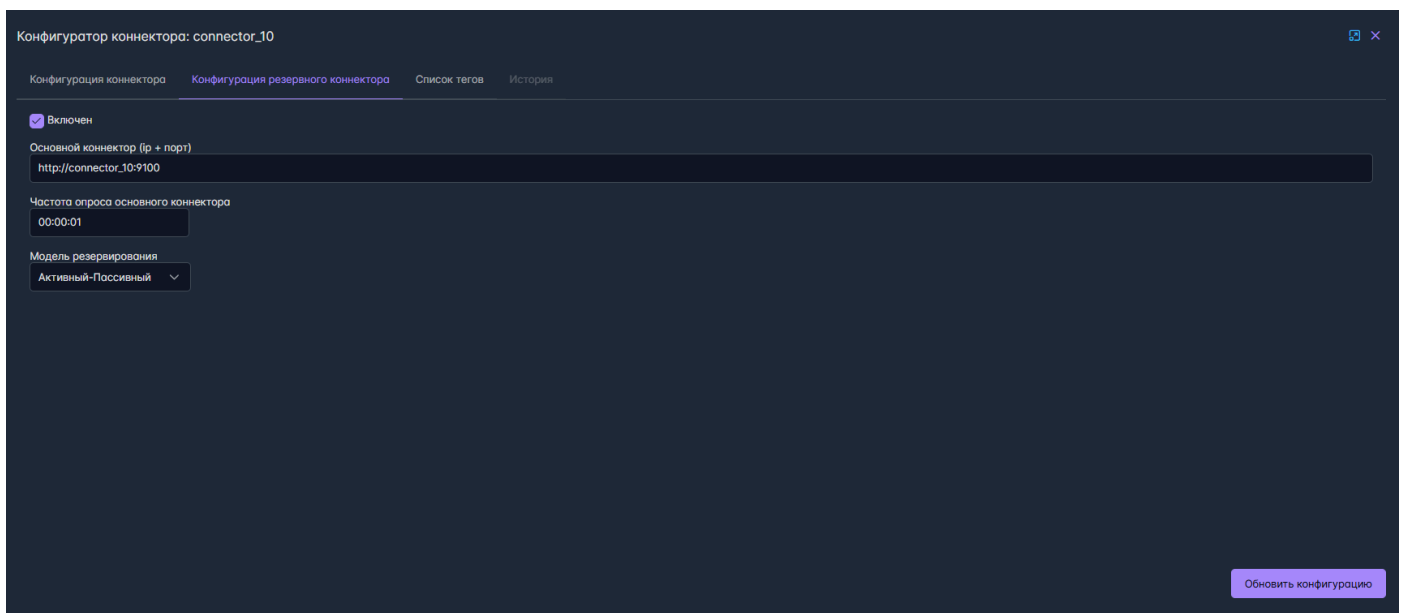 Конфигуратор коннектора: connector_10
Конфигурация коннектора Конфигурация резервного коннектора Список тегов История
Включен
Основной коннектор (ip + порт)
http://connector_10:9100
Частота опроса основного коннектора
00:00:01
Модель резервирования
Активный-Пассивный
Обновить конфигурацию